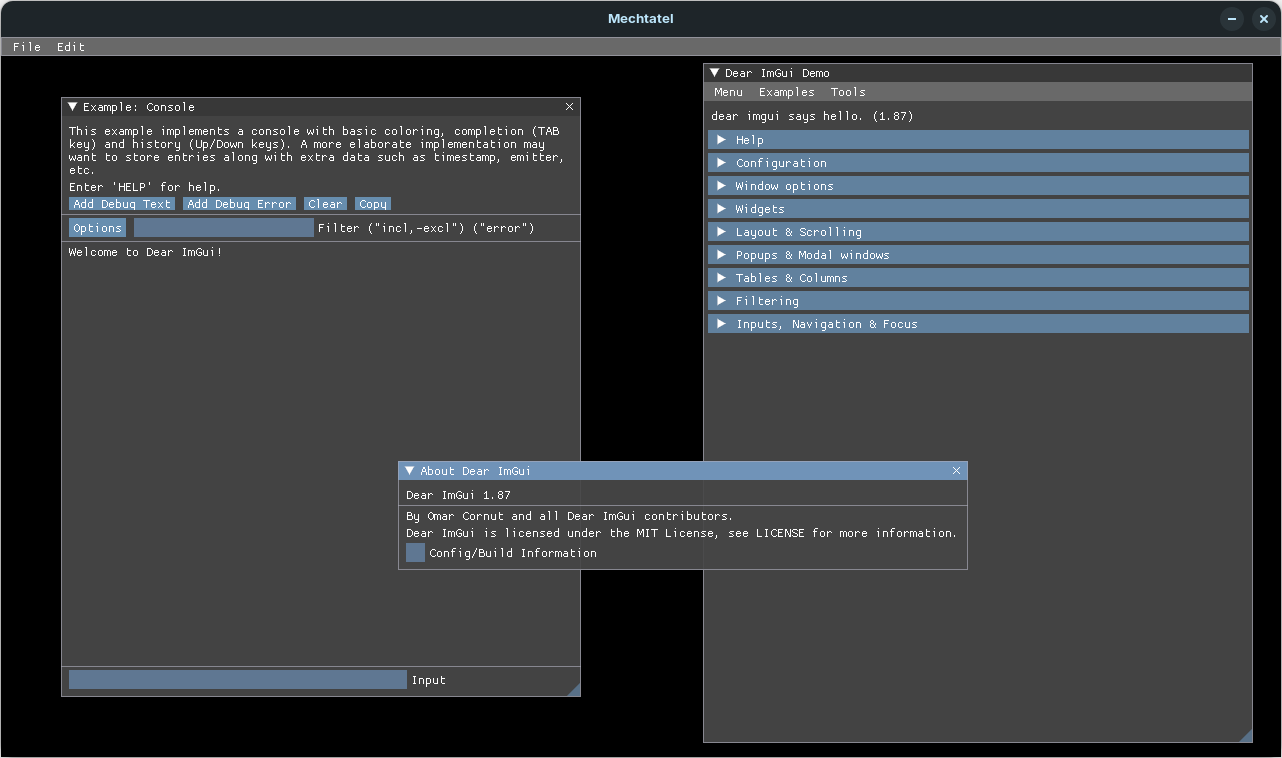 Mechtatel
File Edit
Example: Console
This example implements a console with basic coloring, completion (TAB
key) and history (Up/Down keys). A more elaborate implementation may
want to store entries along with extra data such as timestamp, emitter,
etc.
Enter 'HELP' for help.
Add Debug Text Add Debug Error Clear Copy
Options Filter ("incl,-excl") ("error")
Welcome to Dear ImGui!
Input
Dear ImGui Demo
Menu Examples Tools
dear imgui says hello. (1.87)
Help
Configuration
Window options
Widgets
Layout & Scrolling
Popups & Modal windows
Tables & Columns
Filtering
Inputs, Navigation & Focus
About Dear ImGui
Dear ImGui 1.87
By Omar Cornut and all Dear ImGui contributors.
Dear ImGui is licensed under the MIT License, see LICENSE for more information.
Config/Build Information